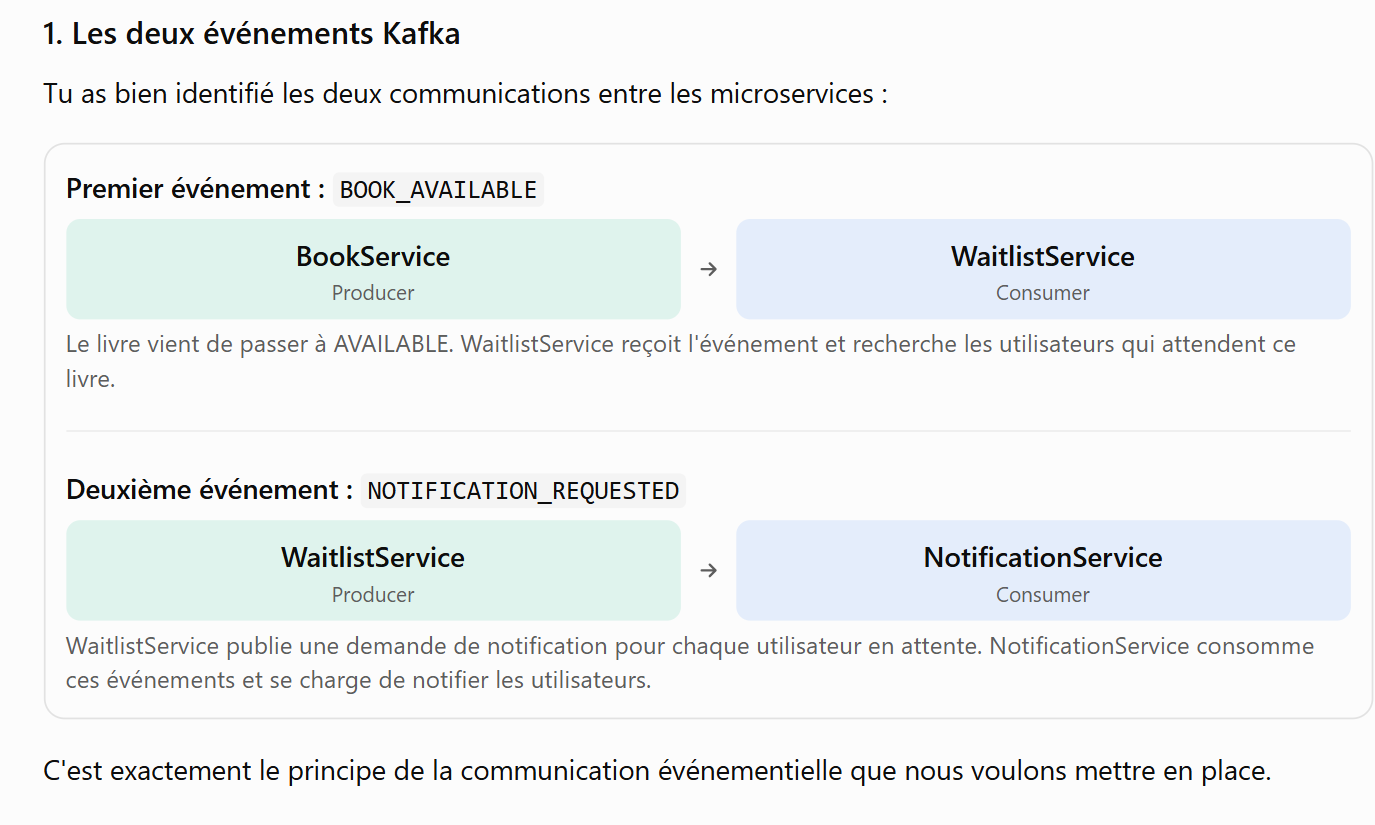 1. Les deux événements Kafka
Tu as bien identifié les deux communications entre les microservices :
Premier événement : BOOK_AVAILABLE
BookService
Producer
→
WaitlistService
Consumer
Le livre vient de passer à AVAILABLE. WaitlistService reçoit l'événement et recherche les utilisateurs qui attendent ce
livre.
Deuxième événement : NOTIFICATION_REQUESTED
WaitlistService
Producer
→
NotificationService
Consumer
WaitlistService publie une demande de notification pour chaque utilisateur en attente. NotificationService consomme
ces événements et se charge de notifier les utilisateurs.
C'est exactement le principe de la communication événementielle que nous voulons mettre en place.